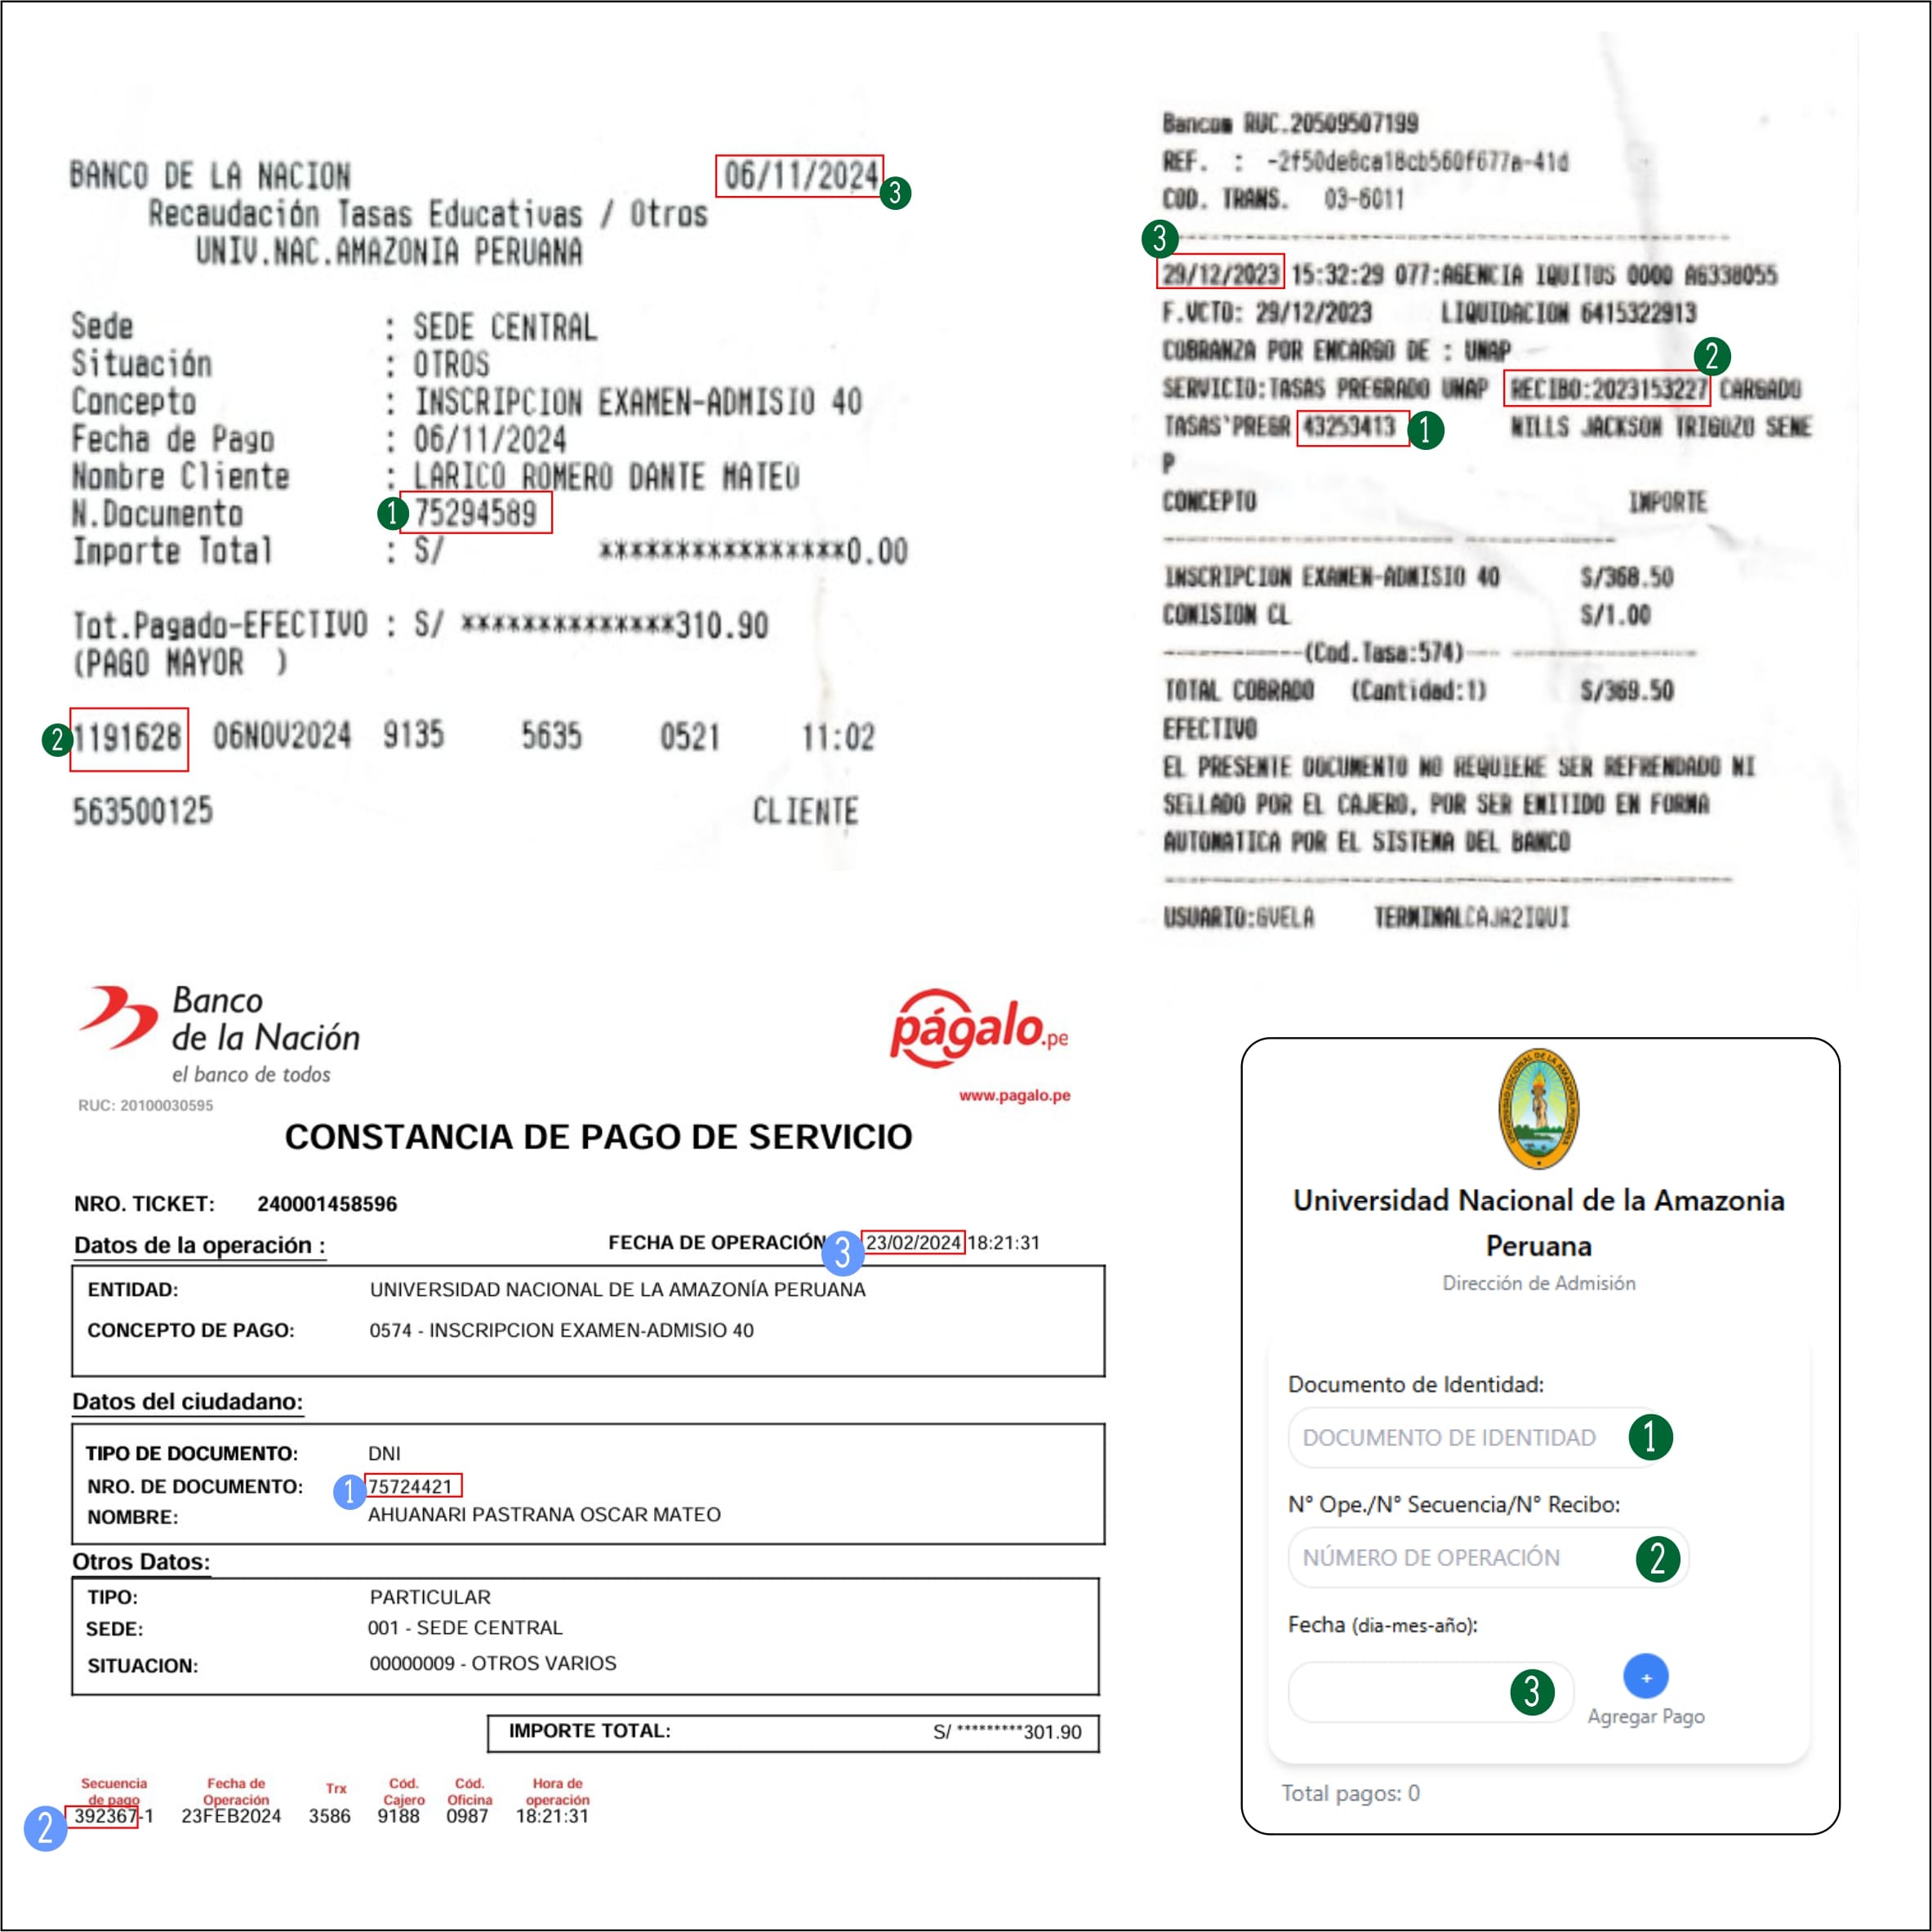 BANCO DE LA NACION 06/11/2024 3
Recaudación Tasas Educativas / Otros
UNIV.NAC.AMAZONIA PERUANA
Sede : SEDE CENTRAL
Situación : OTROS
Concepto : INSCRIPCION EXAMEN-ADMISIO 40
Fecha de Pago : 06/11/2024
Nombre Cliente : LARICO ROMERO DANTE MATEO
N.Documento 1 75294589
Importe Total : S/ ****************0.00
Tot.Pagado-EFECTIVO : S/ **************310.90
(PAGO MAYOR )
2 1191628 06NOV2024 9135 5635 0521 11:02
563500125 CLIENTE
Bancom RUC.20509507199
REF. : -2f50de8ca18cb560f677a-41d
COD. TRANS. 03-6011
3
29/12/2023 15:32:29 077:AGENCIA IQUITOS 0000 A6338055
F.VCTO: 29/12/2023 LIQUIDACION 6415322913
COBRANZA POR ENCARGO DE : UNAP
2
SERVICIO:TASAS PREGRADO UNAP RECIBO:2023153227 CARGADO
TASAS'PREGR 43253413 1 NILLS JACKSON TRIGOZO SENE
P
CONCEPTO IMPORTE
INSCRIPCION EXAMEN-ADMISIO 40 S/368.50
COMISION CL S/1.00
------------(Cod.Tasa:574)---- ----------------
TOTAL COBRADO (Cantidad:1) S/369.50
EFECTIVO
EL PRESENTE DOCUMENTO NO REQUIERE SER REFRENDADO NI
SELLADO POR EL CAJERO, POR SER EMITIDO EN FORMA
AUTOMATICA POR EL SISTEMA DEL BANCO
USUARIO:GVELA TERMINALCAJA2IQUI
Banco
de la Nación
el banco de todos
RUC: 20100030595
págalo.pe
www.pagalo.pe
CONSTANCIA DE PAGO DE SERVICIO
NRO. TICKET: 240001458596
Datos de la operación : FECHA DE OPERACIÓN 3 23/02/2024 18:21:31
ENTIDAD: UNIVERSIDAD NACIONAL DE LA AMAZONÍA PERUANA
CONCEPTO DE PAGO: 0574 - INSCRIPCION EXAMEN-ADMISIO 40
Datos del ciudadano:
TIPO DE DOCUMENTO: DNI
NRO. DE DOCUMENTO: 1 75724421
NOMBRE: AHUANARI PASTRANA OSCAR MATEO
Otros Datos:
TIPO: PARTICULAR
SEDE: 001 - SEDE CENTRAL
SITUACION: 00000009 - OTROS VARIOS
IMPORTE TOTAL: S/ *********301.90
Secuencia de pago Fecha de Operación Trx Cód. Cajero Cód. Oficina Hora de operación
2 392367-1 23FEB2024 3586 9188 0987 18:21:31
UNIVERSIDAD NACIONAL DE LA AMAZONIA PERUANA
Universidad Nacional de la Amazonia
Peruana
Dirección de Admisión
Documento de Identidad:
DOCUMENTO DE IDENTIDAD 1
N° Ope./N° Secuencia/N° Recibo:
NÚMERO DE OPERACIÓN 2
Fecha (dia-mes-año):
3 +
Agregar Pago
Total pagos: 0